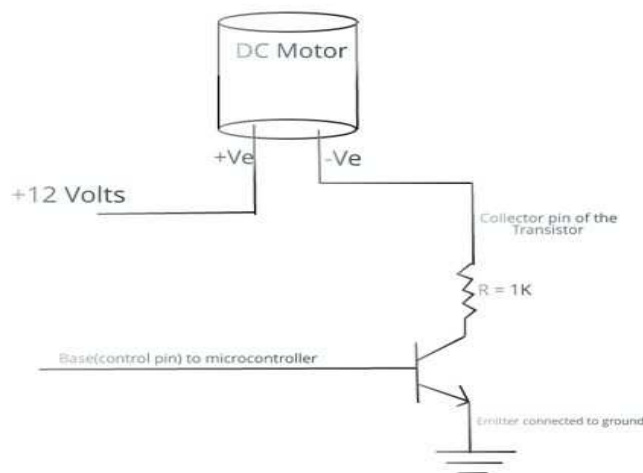 DC Motor
+Ve
-Ve
+12 Volts
Collector pin of the
Transistor
R = 1K
Base(control pin) to microcontroller
Emitter connected to ground